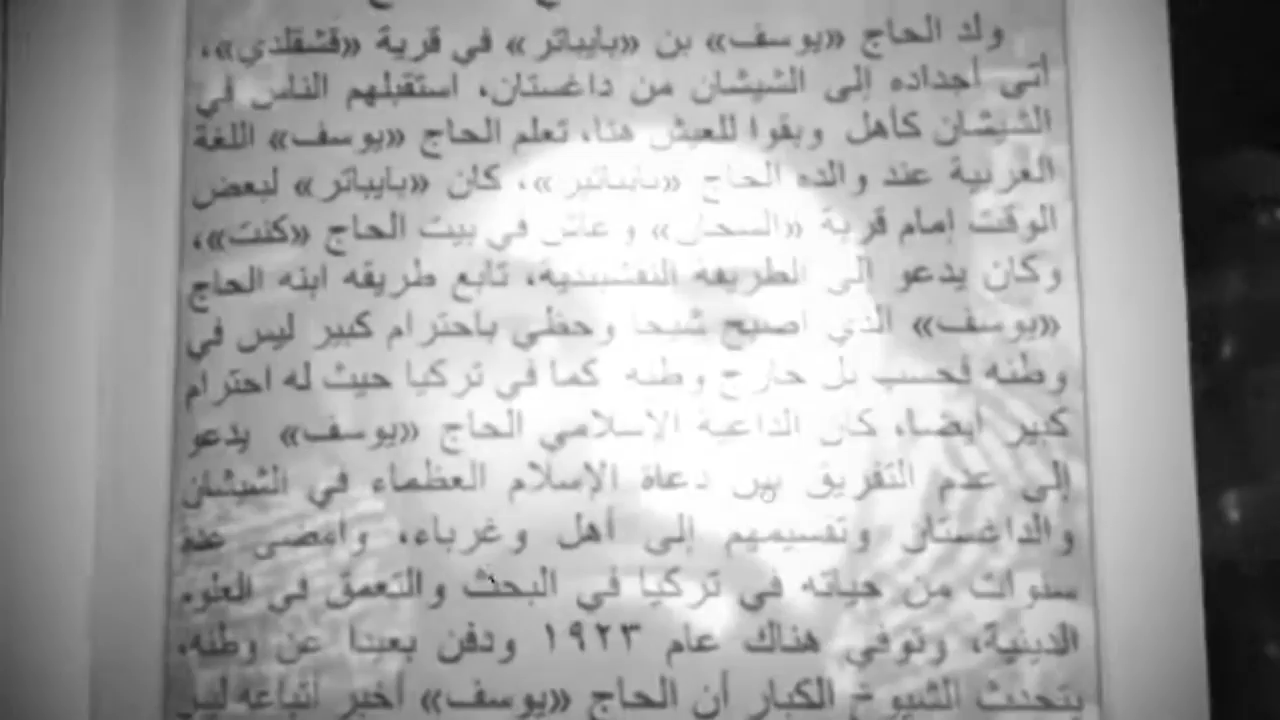 ولد الحاج «يوسف» بن «بايباتر» في قرية «قشقلدي»،
أتى أجداده إلى الشيشان من داغستان، استقبلهم الناس في
الشيشان كأهل وبقوا للعيش هنا، تعلم الحاج «يوسف» اللغة
العربية عند والده الحاج «بايباتير»، كان «بايباتر» لبعض
الوقت إمام قرية و عاش في بيت الحاج «كنت»،
وكان يدعو إلى الطريقة النقشبندية، تابع طريقه ابنه الحاج
«يوسف» الذي أصبح شيخا وحظي باحترام كبير ليس في
وطنه فحسب بل خارج وطنه كما في تركيا حيث له احترام
كبير أيضا، كان الداعية الإسلامي الحاج «يوسف» يدعو
إلى عدم التفريق بين دعاة الإسلام العظماء في الشيشان
والداغستان وتقسيمهم إلى أهل وغرباء، وأمضى عدة
سنوات من حياته في تركيا في البحث والتعمق في العلوم
الدينية، وتوفي هناك عام ١٩٢٣ ودفن بعيدا عن وطنه،
يتحدث الشيوخ الكبار أن الحاج «يوسف» أخبر أتباعه